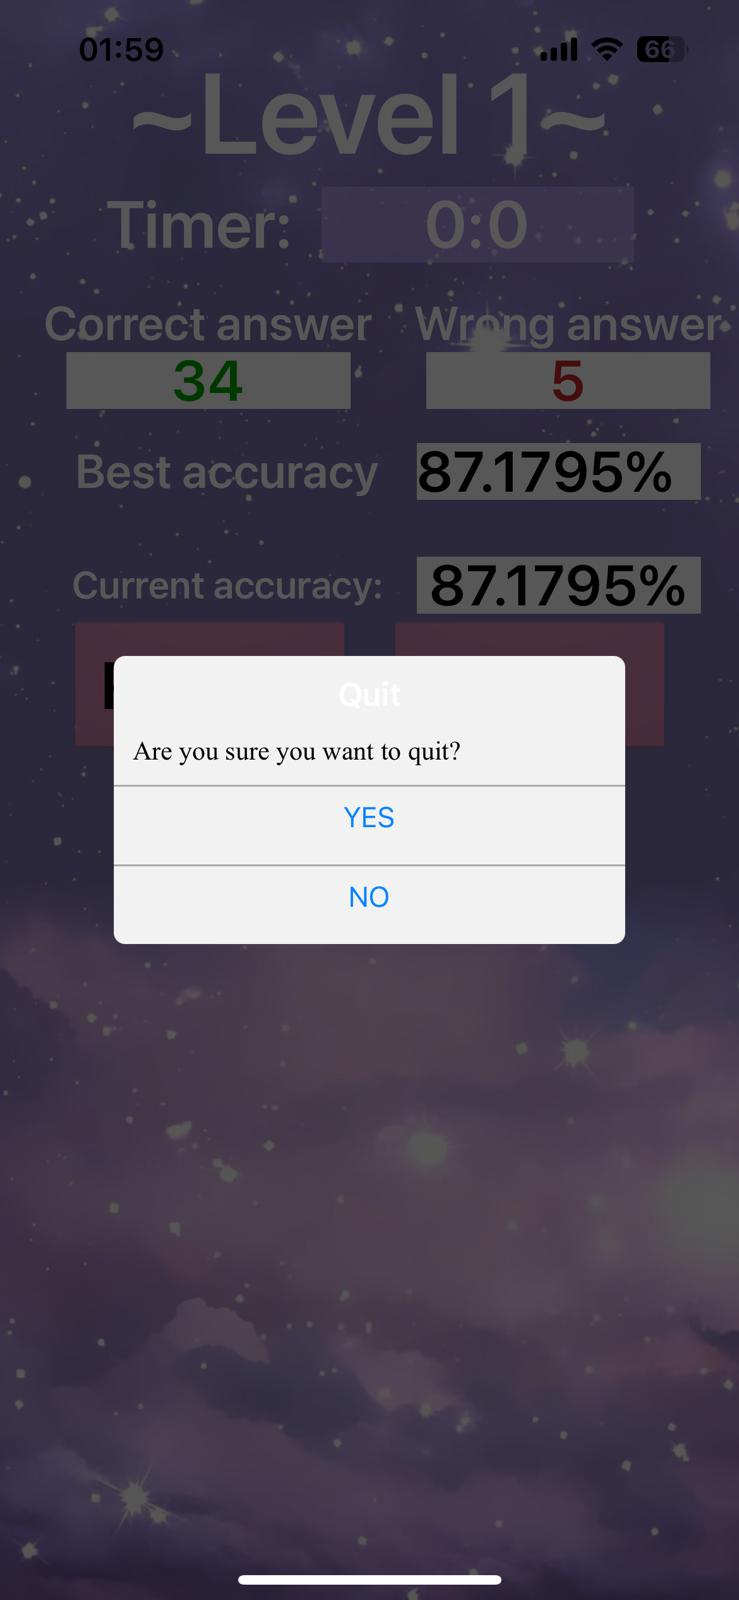 01:59 66
~Level 1~
Timer: 0:0
Correct answer Wrong answer
34 5
Best accuracy 87.1795%
Current accuracy: 87.1795%
Quit
Are you sure you want to quit?
YES
NO